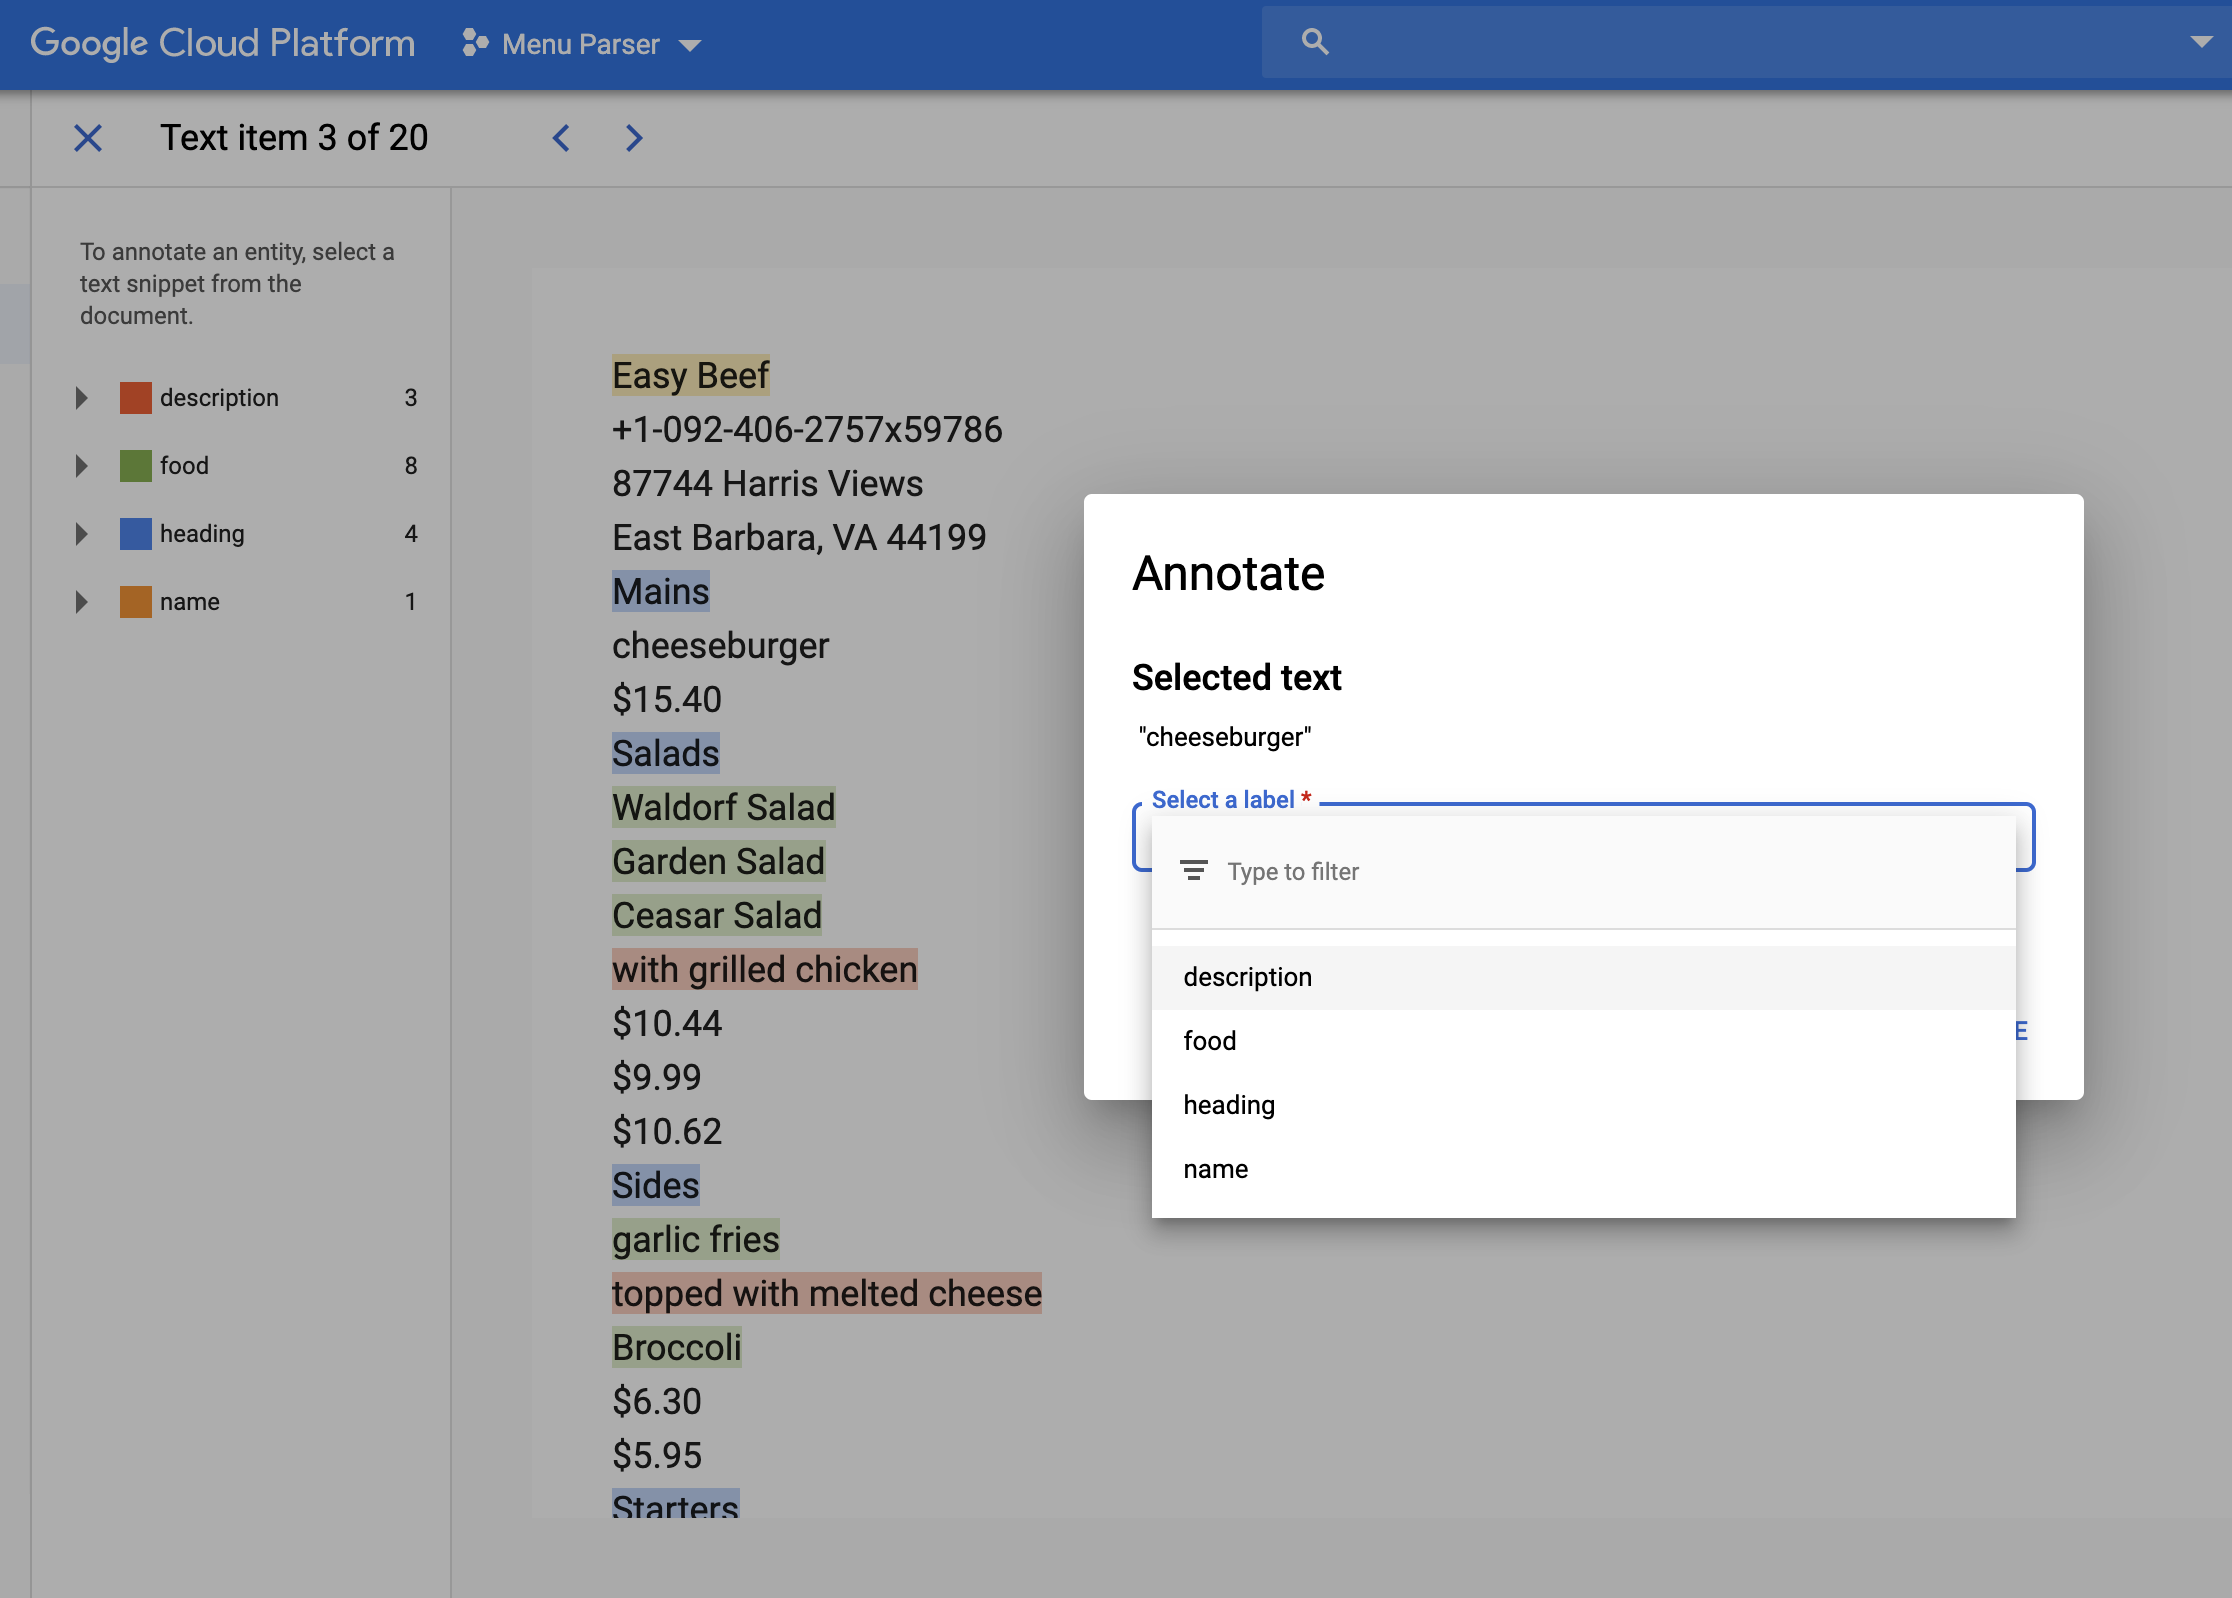 Google Cloud Platform
Menu Parser
Text item 3 of 20
To annotate an entity, select a
text snippet from the
document.
description 3
food 8
heading 4
name 1
Easy Beef
+1-092-406-2757x59786
87744 Harris Views
East Barbara, VA 44199
Mains
cheeseburger
$15.40
Salads
Waldorf Salad
Garden Salad
Ceasar Salad
with grilled chicken
$10.44
$9.99
$10.62
Sides
garlic fries
topped with melted cheese
Broccoli
$6.30
$5.95
Starters
Annotate
Selected text
"cheeseburger"
Select a label *
Type to filter
description
food
heading
name
E